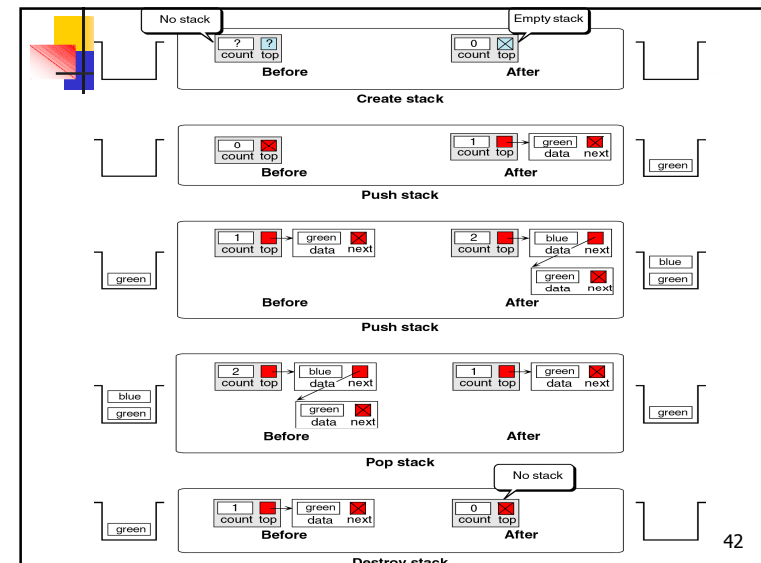 No stack
Empty stack
? ? 0
count top count top
Before After
Create stack
0 1 green
count top count top data next
Before After
green
Push stack
1 green 2 blue
count top data next count top data next
green
data next
green
blue
green
Before After
Push stack
2 blue 1 green
count top data next count top data next
green
data next
blue
green
green
Before After
Pop stack
No stack
1 green 0
count top data next count top
green
Before After
42
Destroy stack